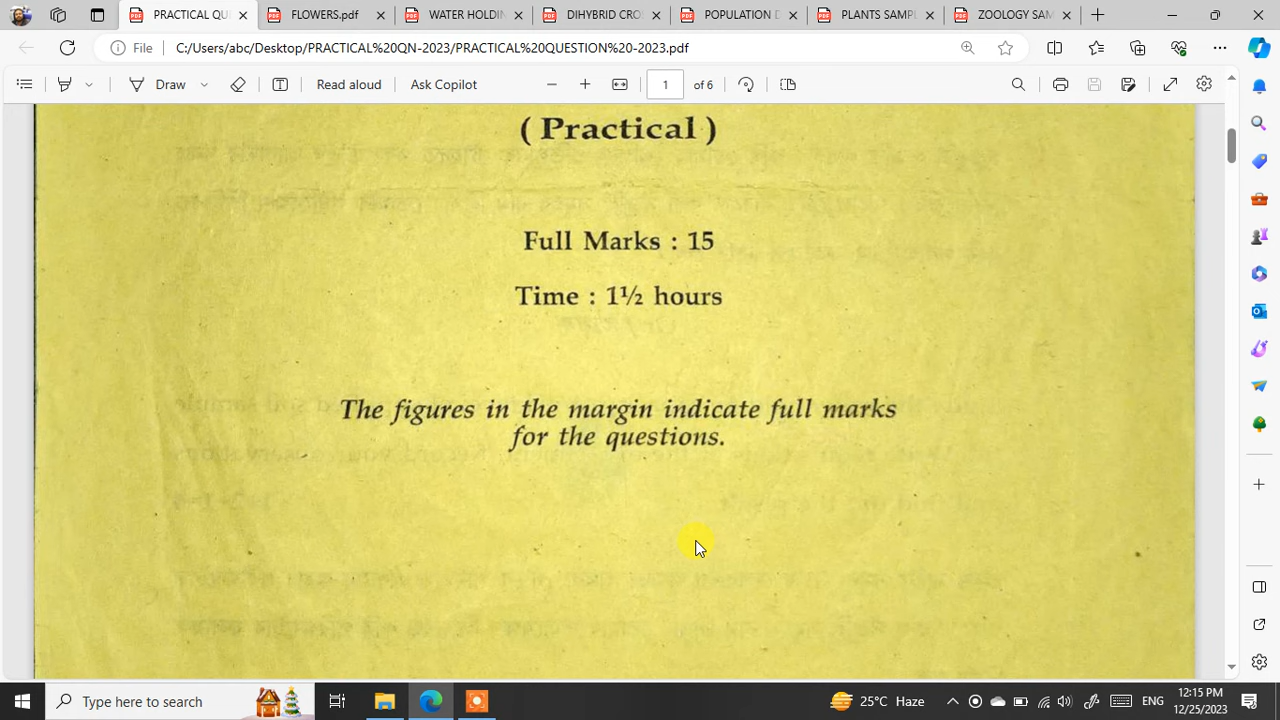 PRACTICAL QU
FLOWERS.pdf
WATER HOLDIN
DIHYBRID CRO
POPULATION D
PLANTS SAMPL
ZOOLOGY SAM
File
C:/Users/abc/Desktop/PRACTICAL%20QN-2023/PRACTICAL%20QUESTION%20-2023.pdf
Draw
Read aloud
Ask Copilot
1
of 6
( Practical )
Full Marks : 15
Time : 1½ hours
The figures in the margin indicate full marks
for the questions.
Type here to search
25°C Haze
ENG
12:15 PM
12/25/2023